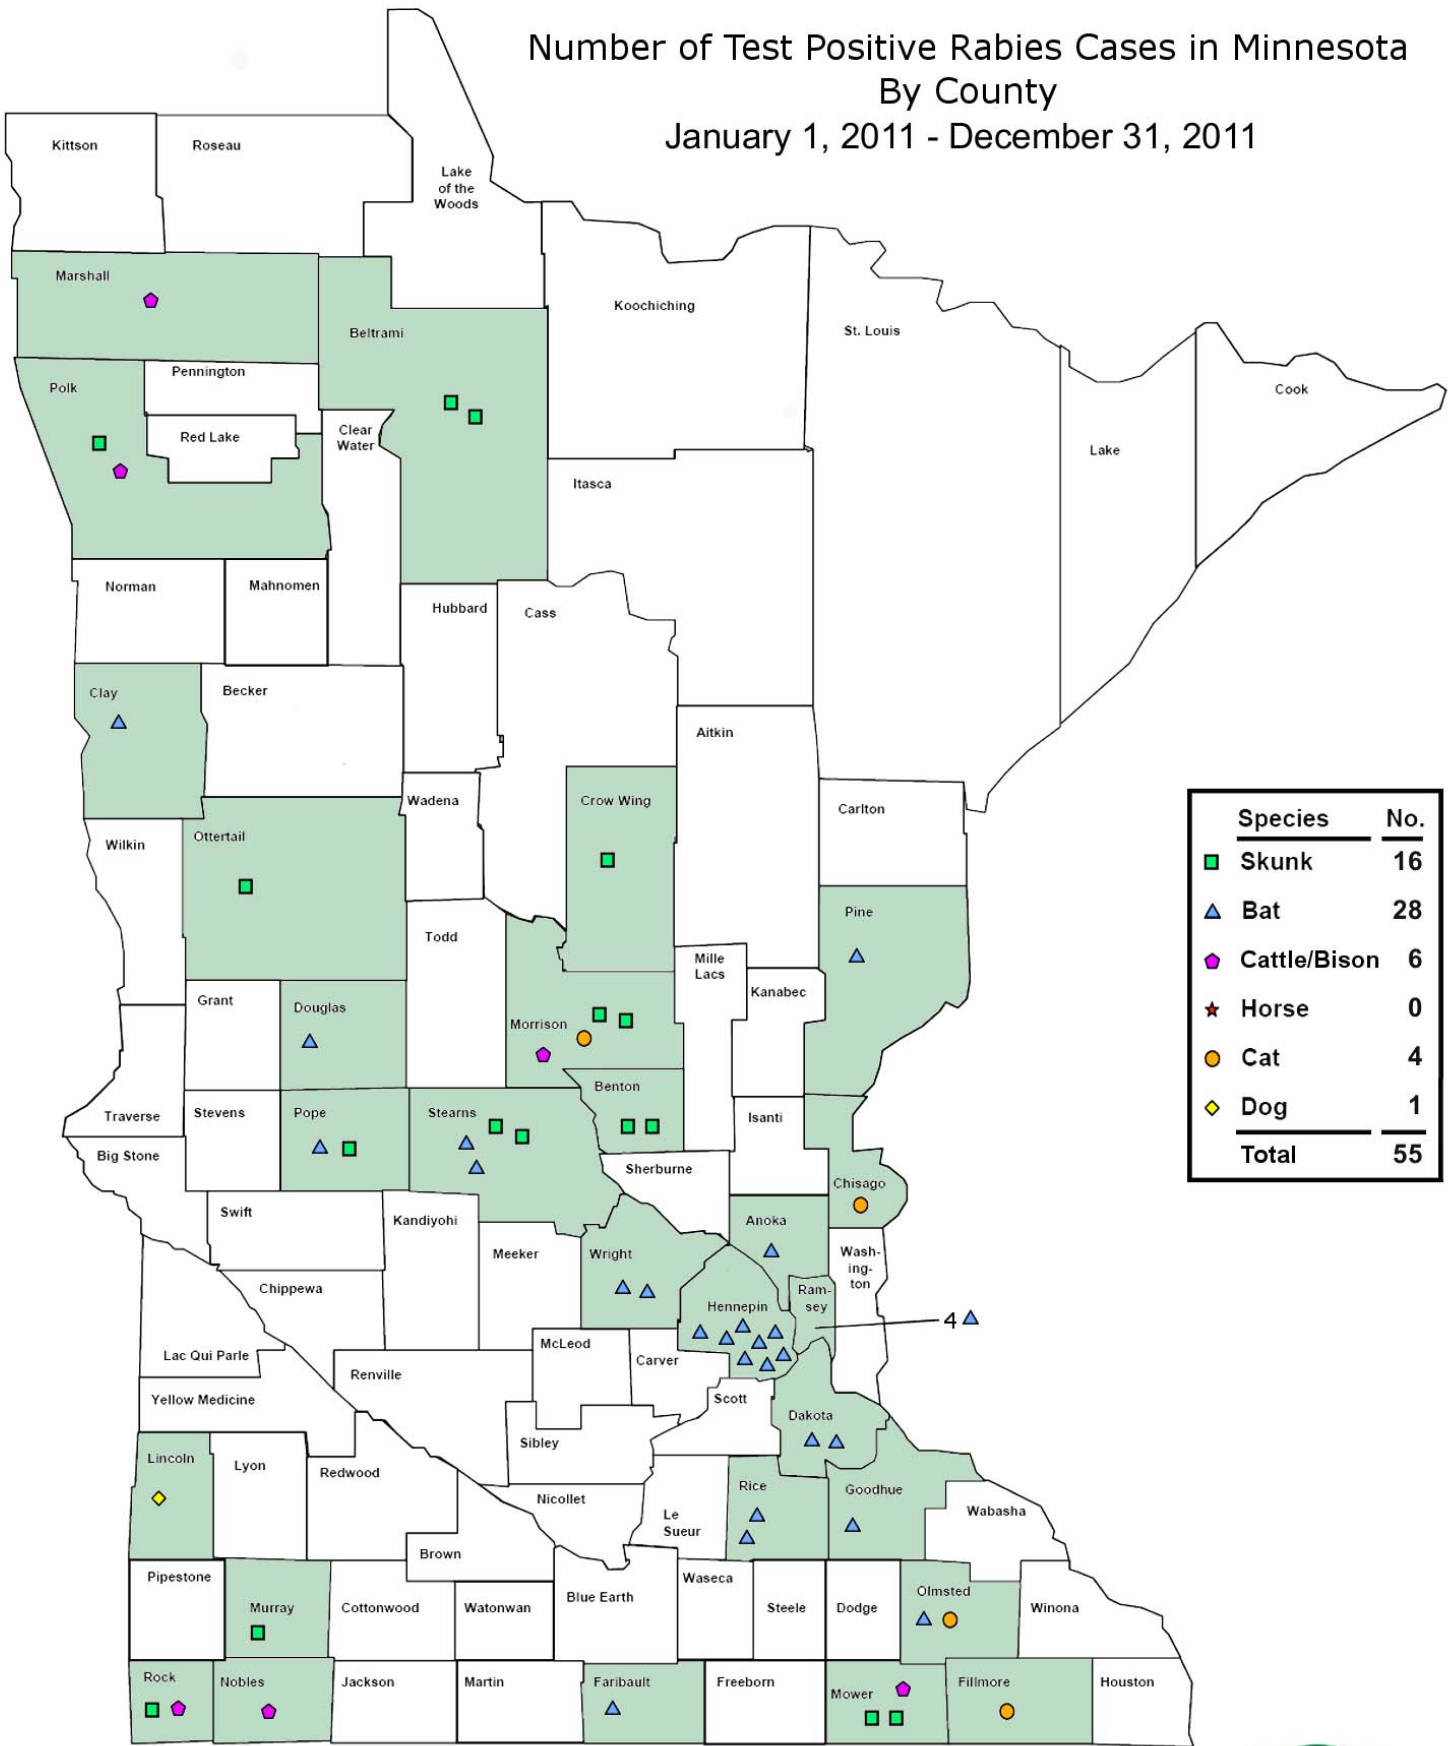 Number of Test Positive Rabies Cases in Minnesota
By County
January 1, 2011 - December 31, 2011
Kittson
Roseau
Lake
of the
Woods
Marshall
Beltrami
Koochiching
St. Louis
Cook
Lake
Polk
Pennington
Red Lake
Clear
Water
Itasca
Norman
Mahnomen
Hubbard
Cass
Clay
Becker
Aitkin
Wadena
Crow Wing
Carlton
Wilkin
Ottertail
Pine
Todd
Mille
Lacs
Kanabec
Grant
Douglas
Morrison
Benton
Traverse
Stevens
Pope
Stearns
Isanti
Big Stone
Sherburne
Chisago
Swift
Kandiyohi
Anoka
Meeker
Wright
Wash-
ing-
ton
Chippewa
Hennepin
Ram-
sey
4
Lac Qui Parle
McLeod
Carver
Renville
Yellow Medicine
Scott
Dakota
Sibley
Lincoln
Lyon
Redwood
Nicollet
Rice
Goodhue
Le
Sueur
Wabasha
Brown
Pipestone
Murray
Cottonwood
Watonwan
Blue Earth
Waseca
Steele
Dodge
Olmsted
Winona
Rock
Nobles
Jackson
Martin
Faribault
Freeborn
Mower
Fillmore
Houston
Species No.
Skunk 16
Bat 28
Cattle/Bison 6
Horse 0
Cat 4
Dog 1
Total 55